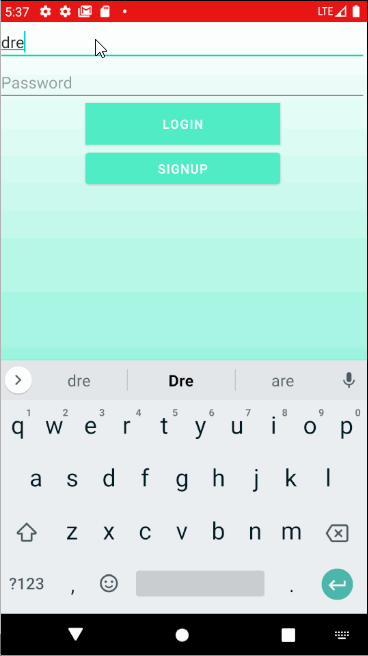 5:37 LTE
dre
Password
LOGIN
SIGNUP
dre Dre are
1 2 3 4 5 6 7 8 9 0
q w e r t y u i o p
a s d f g h j k l
z x c v b n m
?123 , .